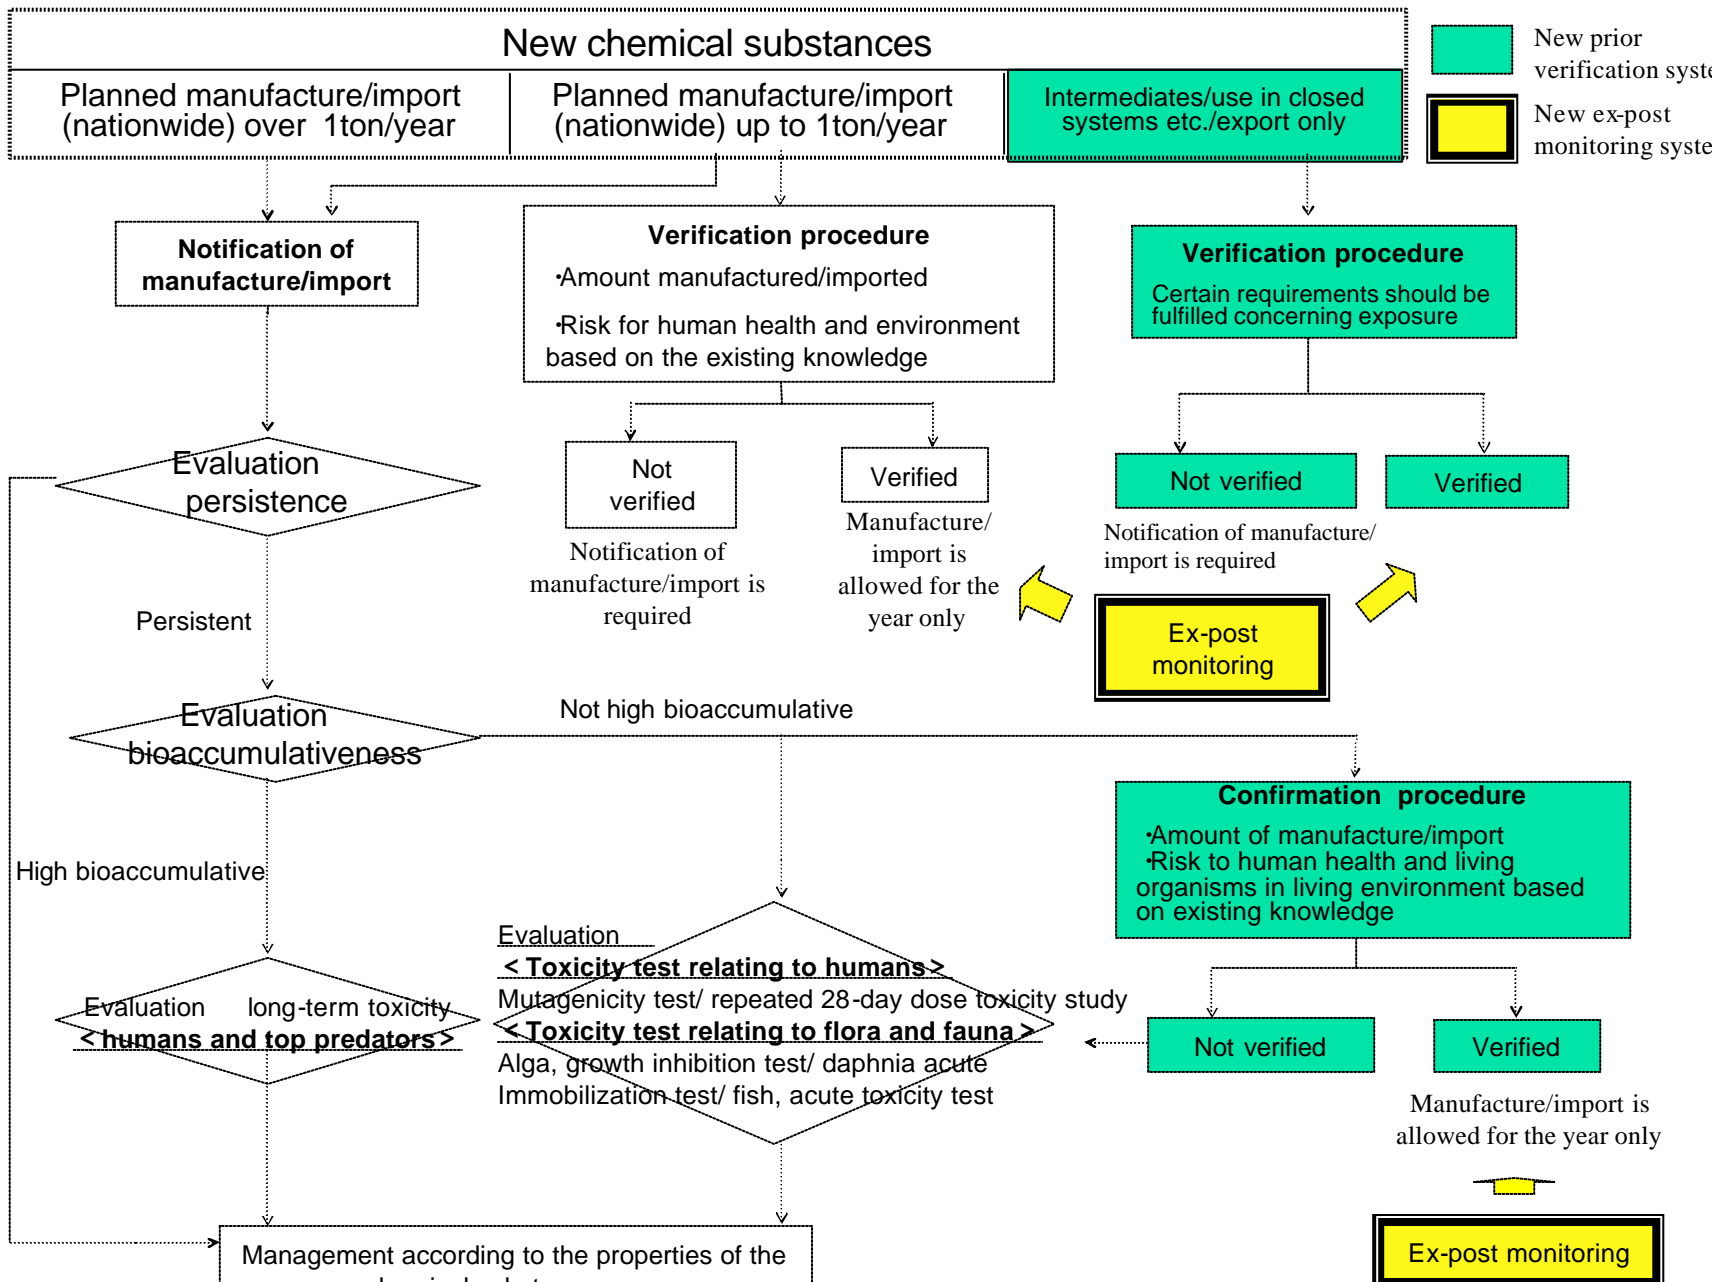 New chemical substances
Planned manufacture/import
(nationwide) over 1ton/year
Planned manufacture/import
(nationwide) up to 1ton/year
Intermediates/use in closed
systems etc./export only
New prior
verification
New ex-post
monitoring
Notification of
manufacture/import
Verification procedure
・Amount manufactured/imported
・Risk for human health and environment
based on the existing knowledge
Verification procedure
Certain requirements should be
fulfilled concerning exposure
Evaluation
persistence
Not
verified
Notification of
manufacture/import is
required
Verified
Manufacture/
import is
allowed for the
year only
Not verified
Notification of manufacture/
import is required
Verified
Ex-post
monitoring
Persistent
Evaluation
bioaccumulativeness
Not high bioaccumulative
High bioaccumulative
Confirmation procedure
・Amount of manufacture/import
・Risk to human health and living
organisms in living environment based
on existing knowledge
Evaluation long-term toxicity
<humans and top predators>
Evaluation
<Toxicity test relating to humans>
Mutagenicity test/ repeated 28-day dose toxicity study
<Toxicity test relating to flora and fauna>
Alga, growth inhibition test/ daphnia acute
Immobilization test/ fish, acute toxicity test
Not verified
Verified
Manufacture/import is
allowed for the year only
Ex-post monitoring
Management according to the properties of the